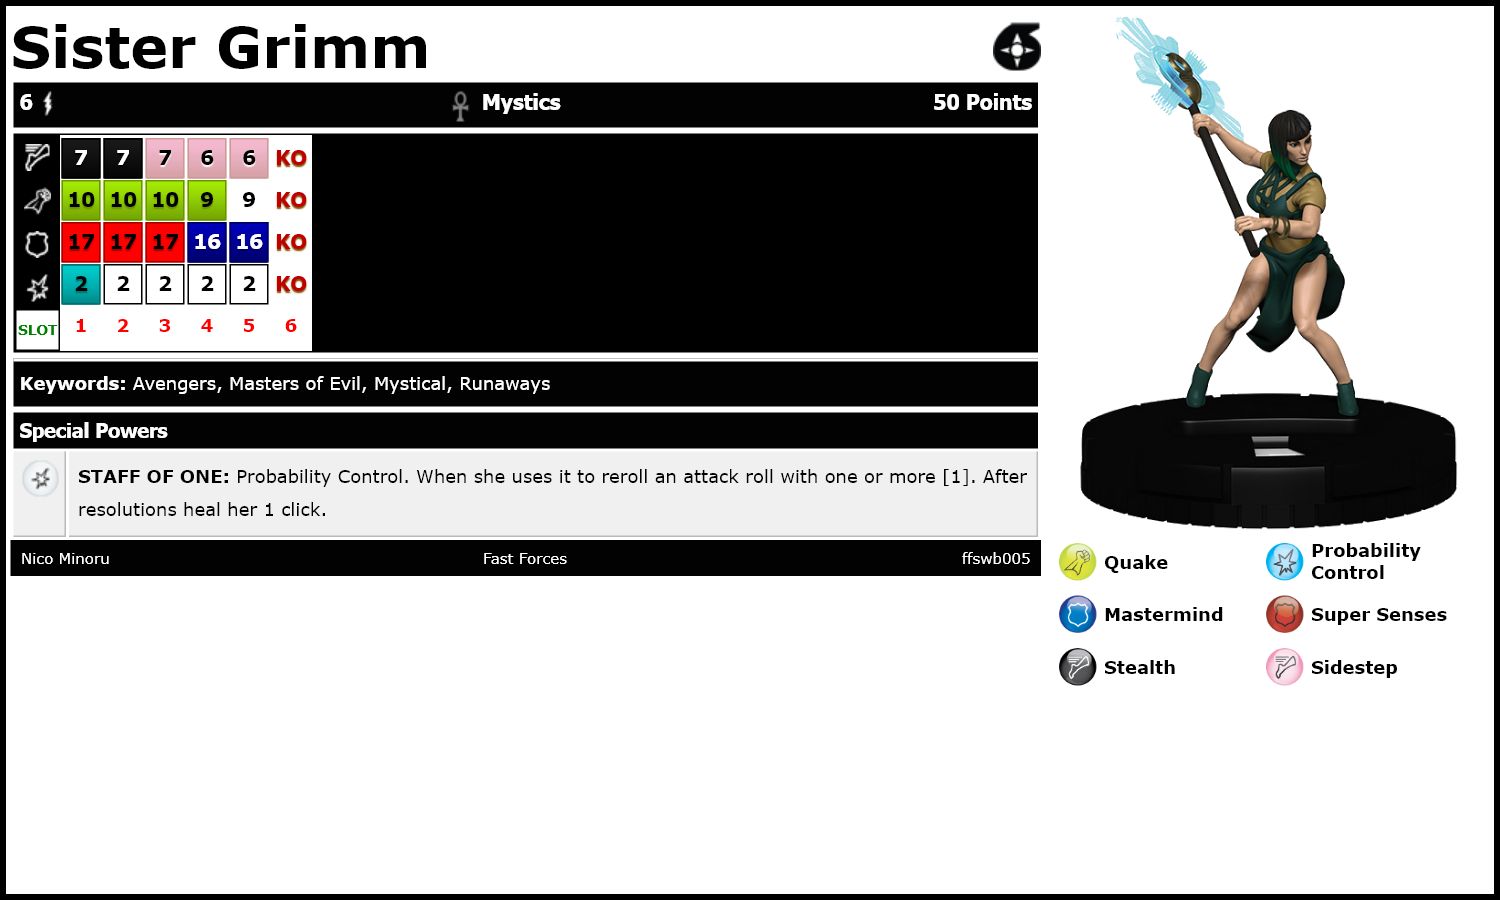 Sister Grimm
6 Mystics 50 Points
7 7 7 6 6 KO
10 10 10 9 9 KO
17 17 17 16 16 KO
2 2 2 2 2 KO
SLOT 1 2 3 4 5 6
Keywords: Avengers, Masters of Evil, Mystical, Runaways
Special Powers
STAFF OF ONE: Probability Control. When she uses it to reroll an attack roll with one or more [1]. After
resolutions heal her 1 click.
Nico Minoru Fast Forces ffswb005
Quake
Probability
Control
Mastermind
Super Senses
Stealth
Sidestep